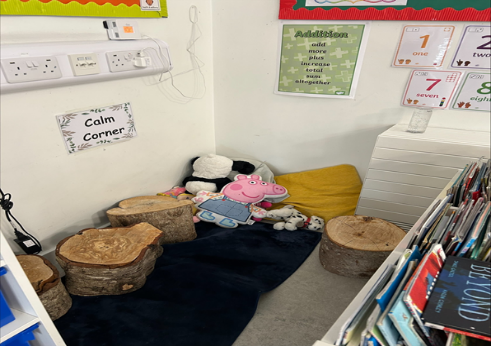 Addition
add
more
plus
increase
total
sum
altogether
1
one
2
two
7
seven
8
eight
Calm
Corner
BEYOND